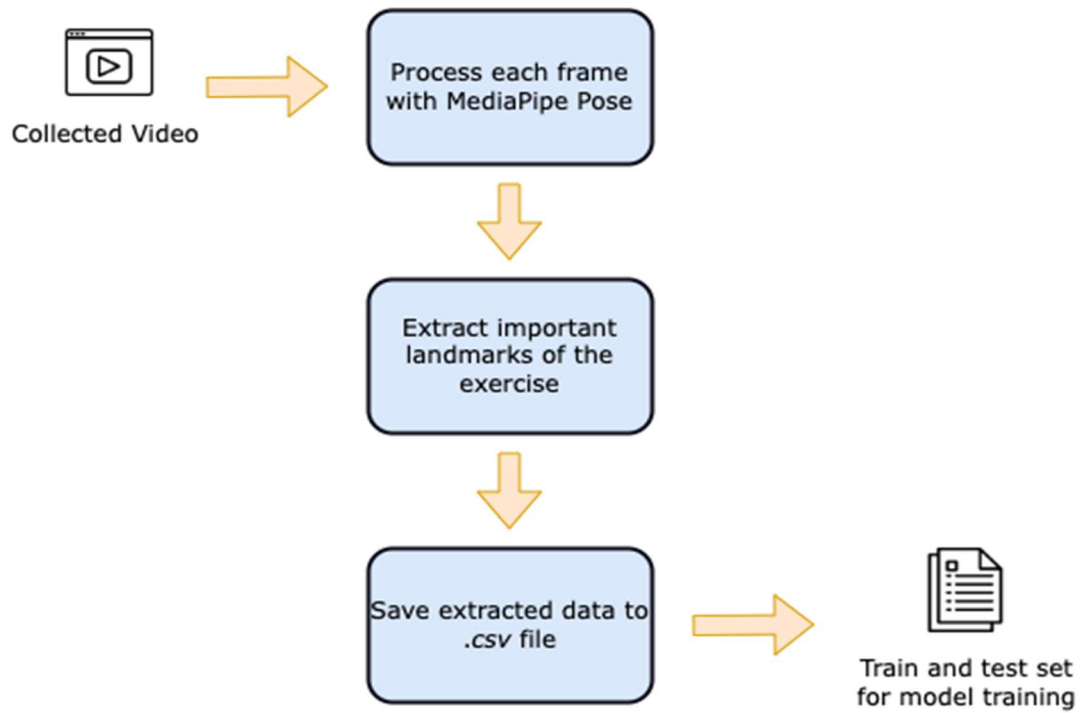 Collected Video
Process each frame
with MediaPipe Pose
Extract important
landmarks of the
exercise
Save extracted data to
.csv file
Train and test set
for model training